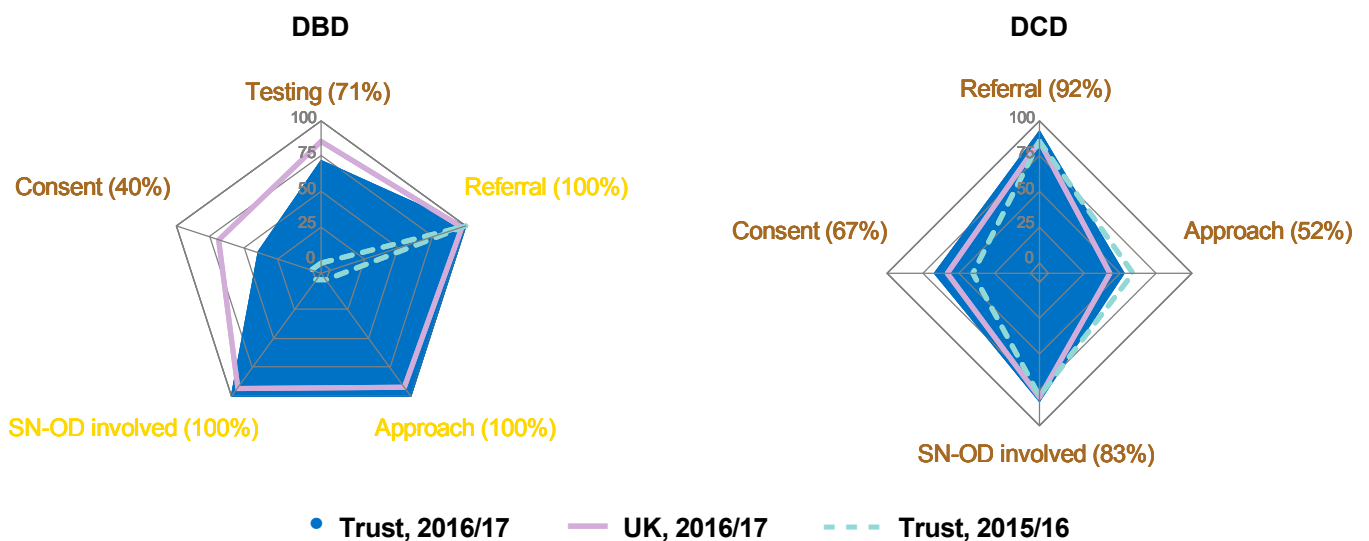 DBD
Testing (71%)
100
75
50
25
0
Consent (40%)
Referral (100%)
SN-OD involved (100%)
Approach (100%)
DCD
Referral (92%)
100
75
50
25
0
Consent (67%)
Approach (52%)
SN-OD involved (83%)
Trust, 2016/17
UK, 2016/17
Trust, 2015/16